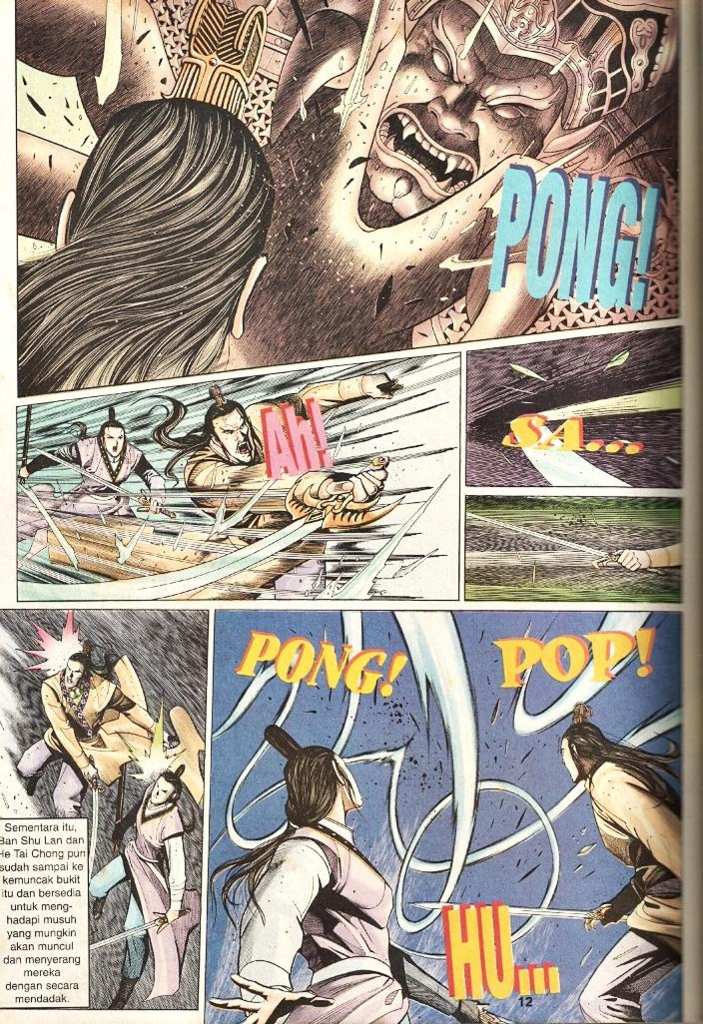 PONG!
Ah!
SA...
Sementara itu,
Ban Shu Lan dan
He Tai Chong pun
sudah sampai ke
kemuncak bukit
itu dan bersedia
untuk meng-
hadapi musuh
yang mungkin
akan muncul
dan menyerang
mereka
dengan secara
mendadak.
PONG!
POP!
HU...
12